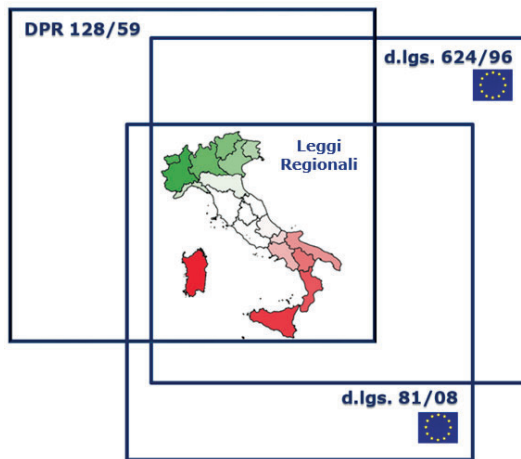 DPR 128/59
d.lgs. 624/96
Leggi
Regionali
d.lgs. 81/08